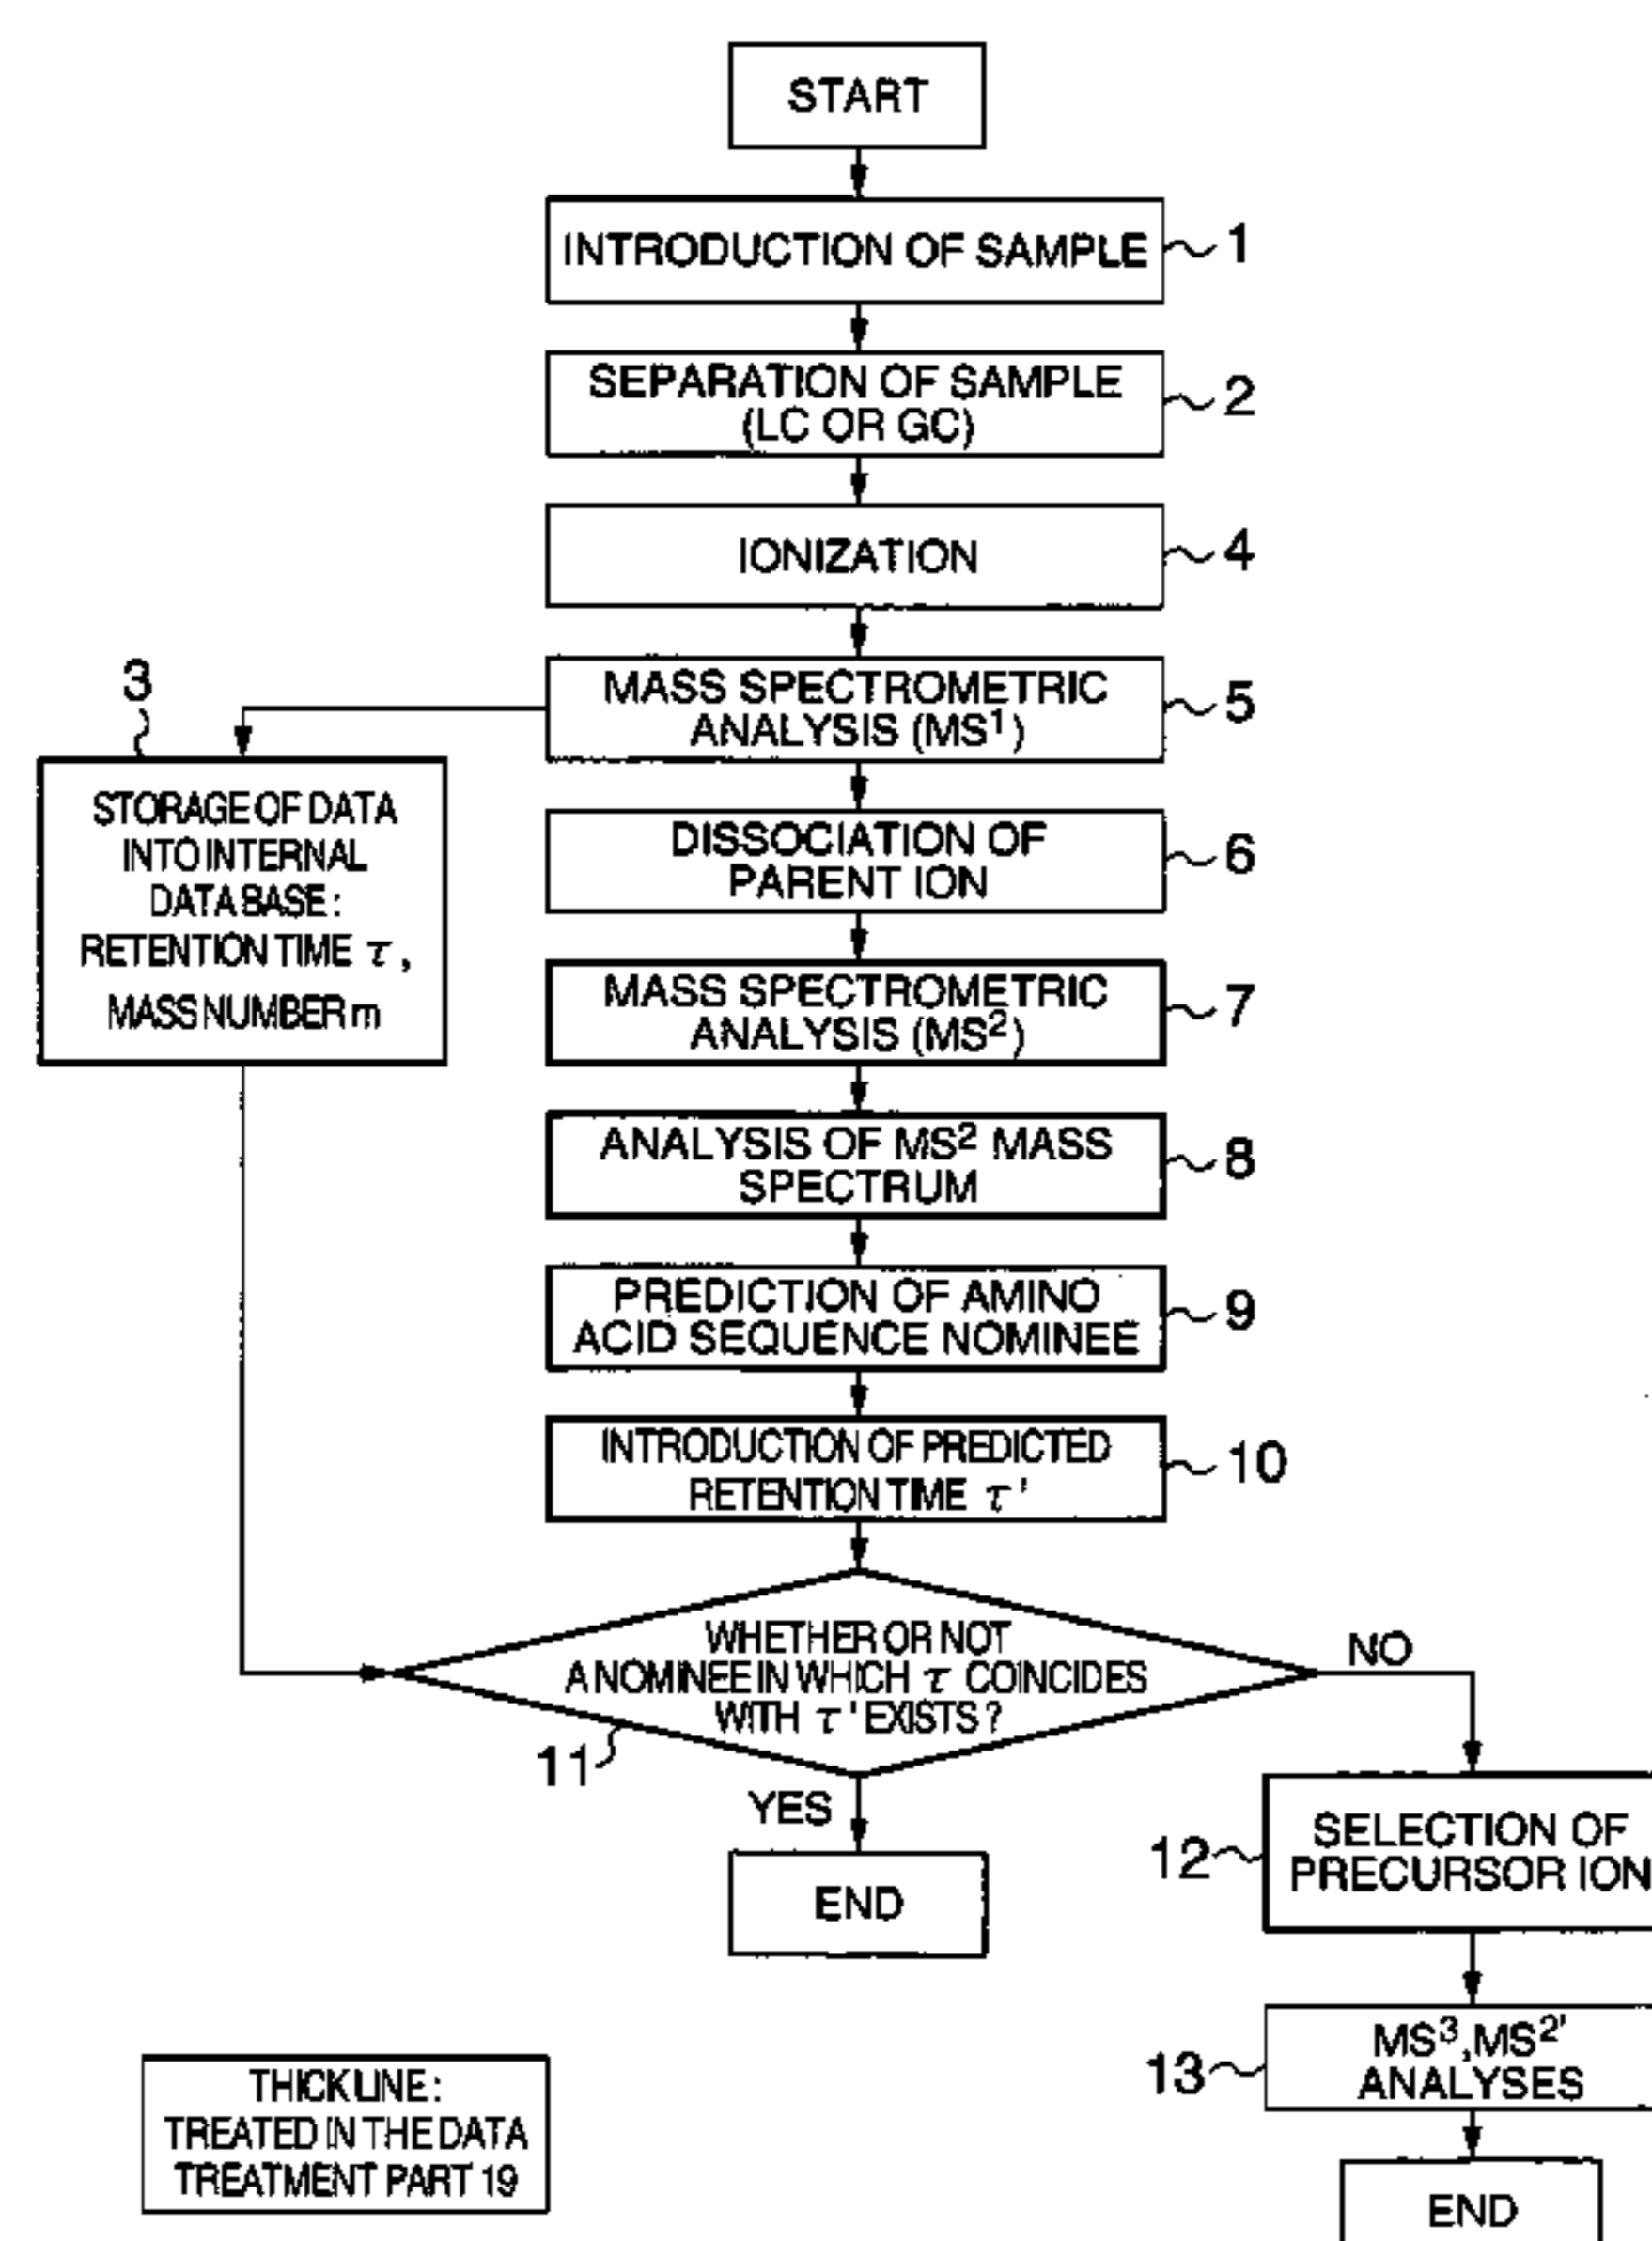 START
INTRODUCTION OF SAMPLE
1
SEPARATION OF SAMPLE
(LC OR GC)
2
IONIZATION
4
MASS SPECTROMETRIC
ANALYSIS (MS¹)
5
3
STORAGE OF DATA
INTO INTERNAL
DATABASE:
RETENTION TIME τ,
MASS NUMBER m
DISSOCIATION OF
PARENT ION
6
MASS SPECTROMETRIC
ANALYSIS (MS²)
7
ANALYSIS OF MS² MASS
SPECTRUM
8
PREDICTION OF AMINO
ACID SEQUENCE NOMINEE
9
INTRODUCTION OF PREDICTED
RETENTION TIME τ'
10
WHETHER OR NOT
A NOMINEE IN WHICH τ COINCIDES
WITH τ' EXISTS?
11
NO
YES
END
12
SELECTION OF
PRECURSOR ION
13
MS³,MS²'
ANALYSES
END
THICK LINE:
TREATED IN THE DATA
TREATMENT PART 19